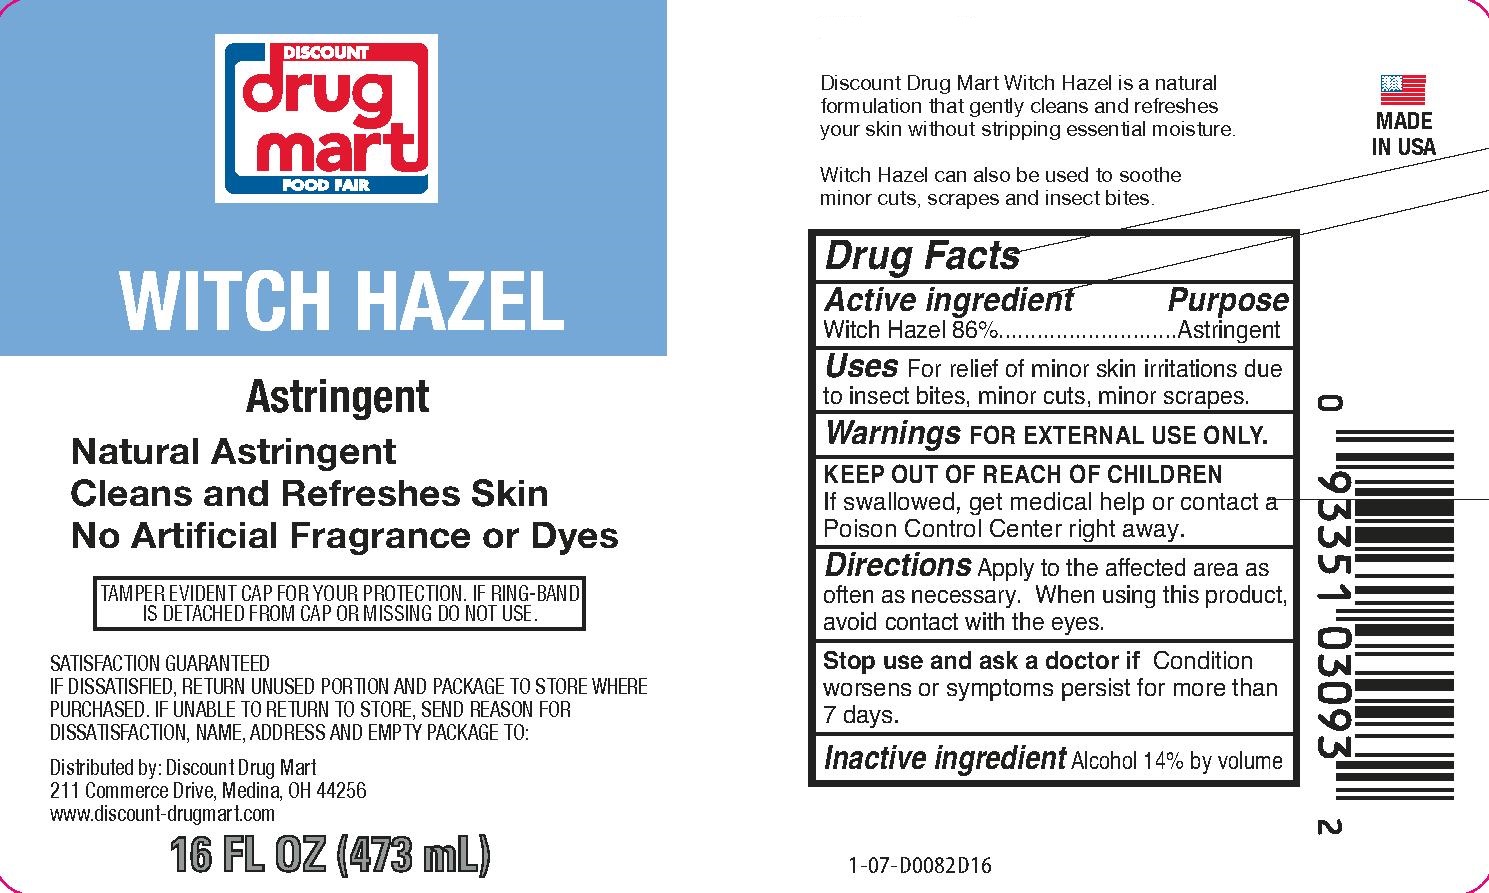 DISCOUNT
drug
mart
FOOD FAIR
WITCH HAZEL
Astringent
Natural Astringent
Cleans and Refreshes Skin
No Artificial Fragrance or Dyes
TAMPER EVIDENT CAP FOR YOUR PROTECTION. IF RING-BAND
IS DETACHED FROM CAP OR MISSING DO NOT USE.
SATISFACTION GUARANTEED
IF DISSATISFIED, RETURN UNUSED PORTION AND PACKAGE TO STORE WHERE
PURCHASED. IF UNABLE TO RETURN TO STORE, SEND REASON FOR
DISSATISFACTION, NAME, ADDRESS AND EMPTY PACKAGE TO:
Distributed by: Discount Drug Mart
211 Commerce Drive, Medina, OH 44256
www.discount-drugmart.com
16 FL OZ (473 mL)
Discount Drug Mart Witch Hazel is a natural
formulation that gently cleans and refreshes
your skin without stripping essential moisture.
Witch Hazel can also be used to soothe
minor cuts, scrapes and insect bites.
MADE
IN USA
Drug Facts
Active ingredient Purpose
Witch Hazel 86%............................Astringent
Uses For relief of minor skin irritations due
to insect bites, minor cuts, minor scrapes.
Warnings FOR EXTERNAL USE ONLY.
KEEP OUT OF REACH OF CHILDREN
If swallowed, get medical help or contact a
Poison Control Center right away.
Directions Apply to the affected area as
often as necessary. When using this product,
avoid contact with the eyes.
Stop use and ask a doctor if Condition
worsens or symptoms persist for more than
7 days.
Inactive ingredient Alcohol 14% by volume
0 93351 03093 2
1-07-D0082D16